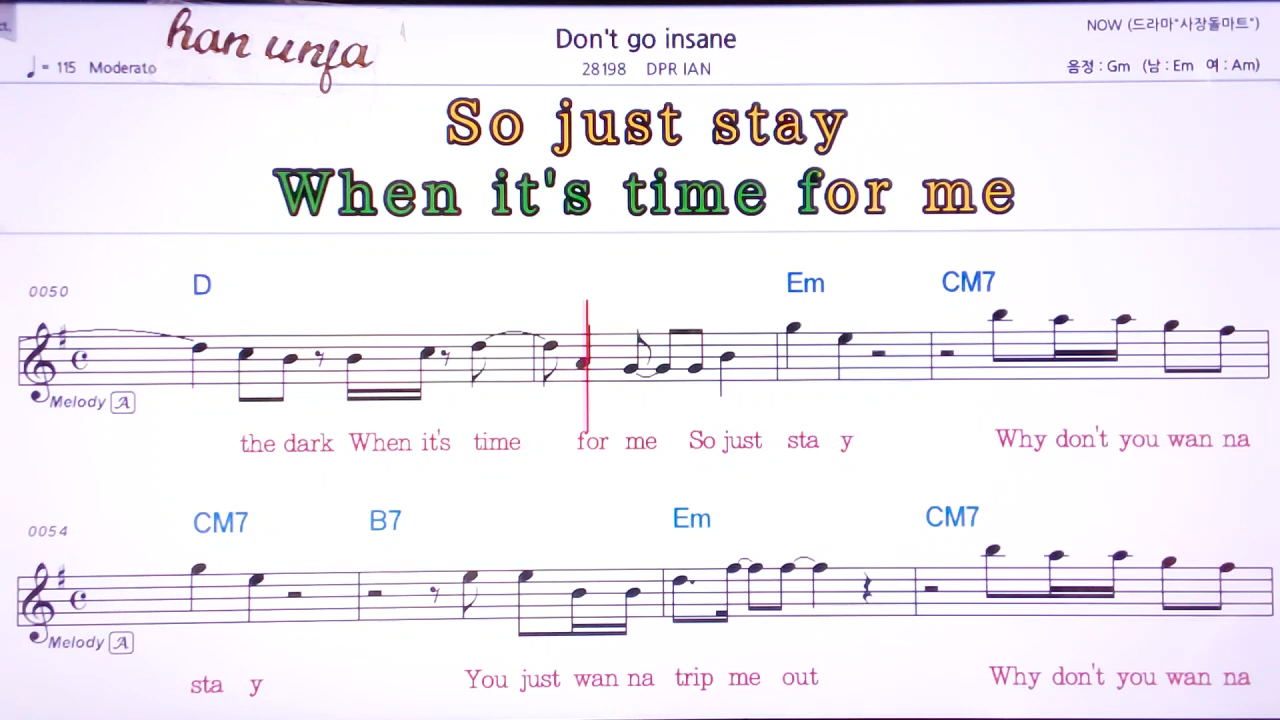 han unja
Don't go insane
NOW (드라마"사장돌마트")
♩= 115 Moderato
28198 DPR IAN
음정 : Gm (남 : Em 여 : Am)
So just stay
When it's time for me
0050
D Em CM7
Melody A
the dark When it's time for me So just sta y Why don't you wan na
0054
CM7 B7 Em CM7
Melody A
sta y You just wan na trip me out Why don't you wan na